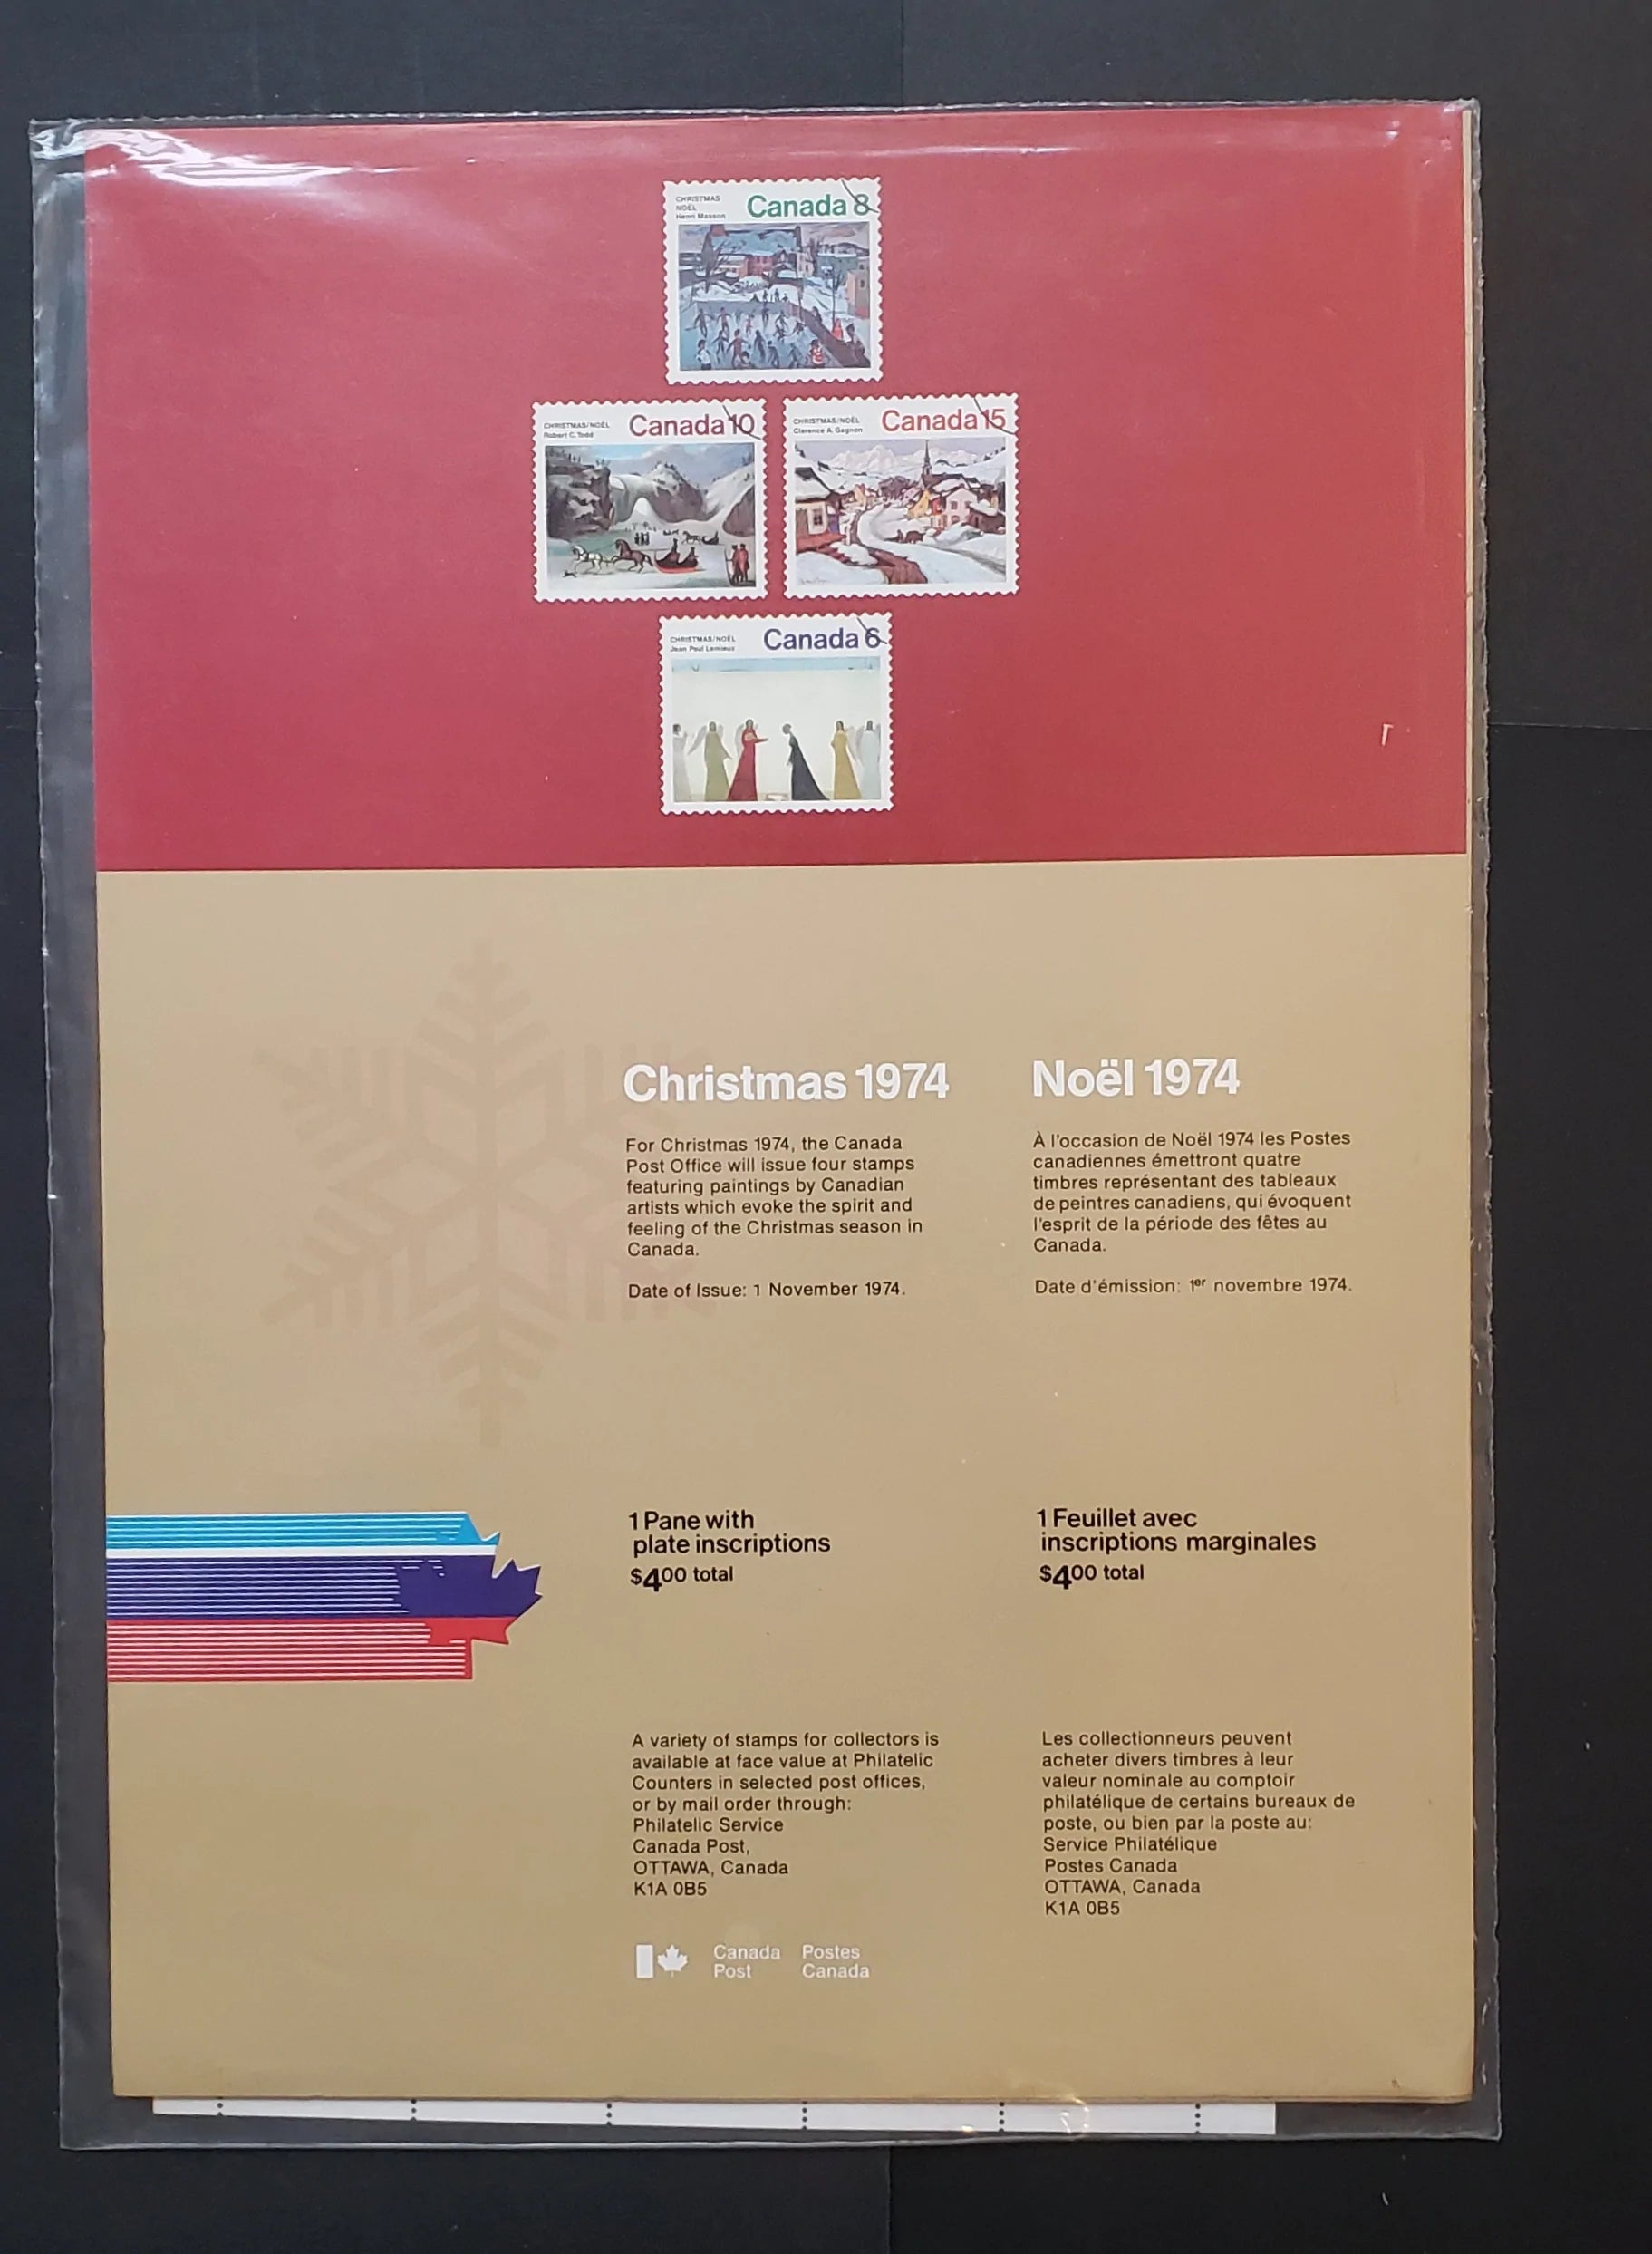 CHRISTMAS
NOËL
Henri Masson
Canada 8
CHRISTMAS/NOËL
Robert C. Todd
Canada 10
CHRISTMAS/NOËL
Clarence A. Gagnon
Canada 15
CHRISTMAS/NOËL
Jean Paul Lemieux
Canada 6
Christmas 1974
For Christmas 1974, the Canada
Post Office will issue four stamps
featuring paintings by Canadian
artists which evoke the spirit and
feeling of the Christmas season in
Canada.
Date of Issue: 1 November 1974.
Noël 1974
À l'occasion de Noël 1974 les Postes
canadiennes émettront quatre
timbres représentant des tableaux
de peintres canadiens, qui évoquent
l'esprit de la période des fêtes au
Canada.
Date d'émission: 1er novembre 1974.
1 Pane with
plate inscriptions
$4.00 total
1 Feuillet avec
inscriptions marginales
$4.00 total
A variety of stamps for collectors is
available at face value at Philatelic
Counters in selected post offices,
or by mail order through:
Philatelic Service
Canada Post,
OTTAWA, Canada
K1A 0B5
Les collectionneurs peuvent
acheter divers timbres à leur
valeur nominale au comptoir
philatélique de certains bureaux de
poste, ou bien par la poste au:
Service Philatélique
Postes Canada
OTTAWA, Canada
K1A 0B5
Canada Post
Postes Canada